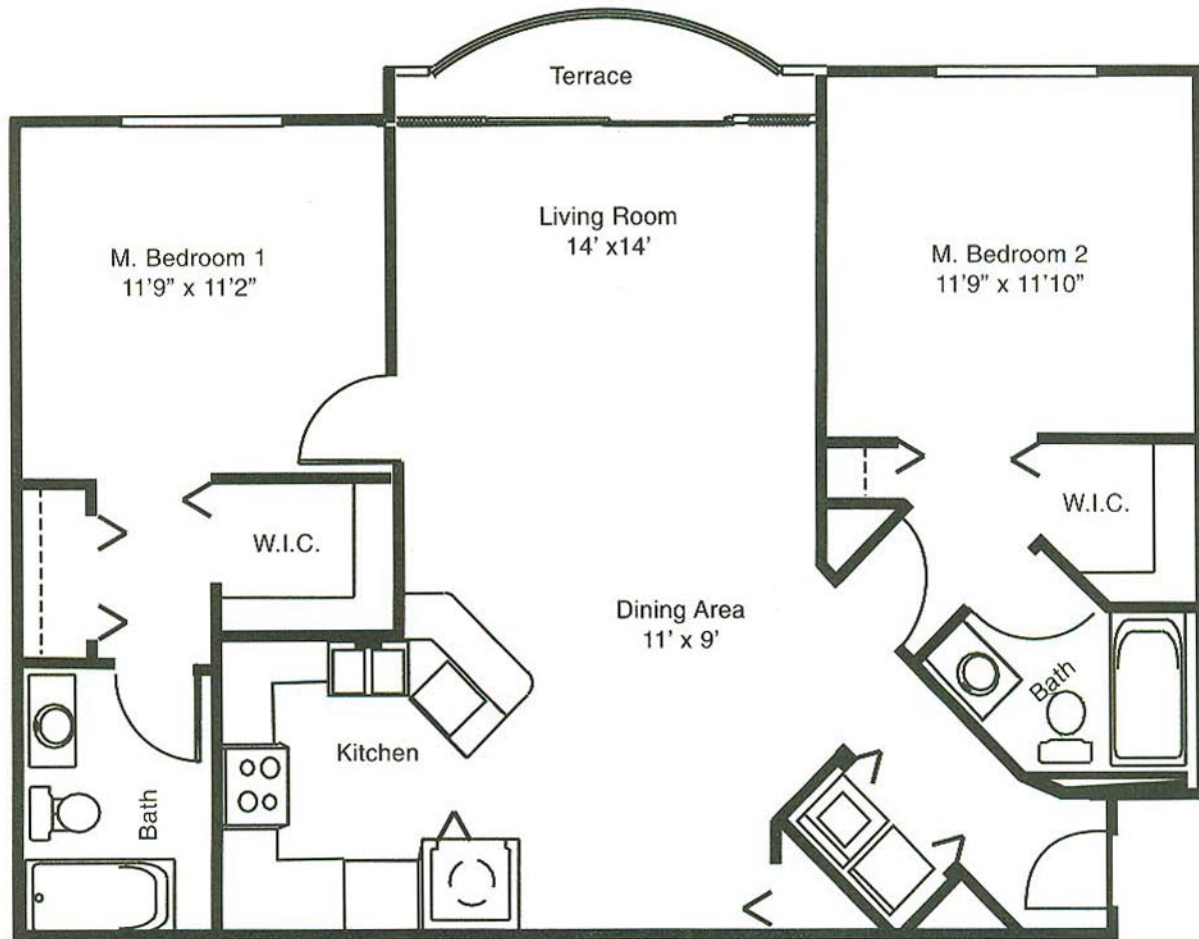 Terrace
Living Room
14' x14'
M. Bedroom 1
11'9” x 11'2”
M. Bedroom 2
11'9” x 11'10”
W.I.C.
W.I.C.
Dining Area
11' x 9'
Kitchen
Bath
Bath